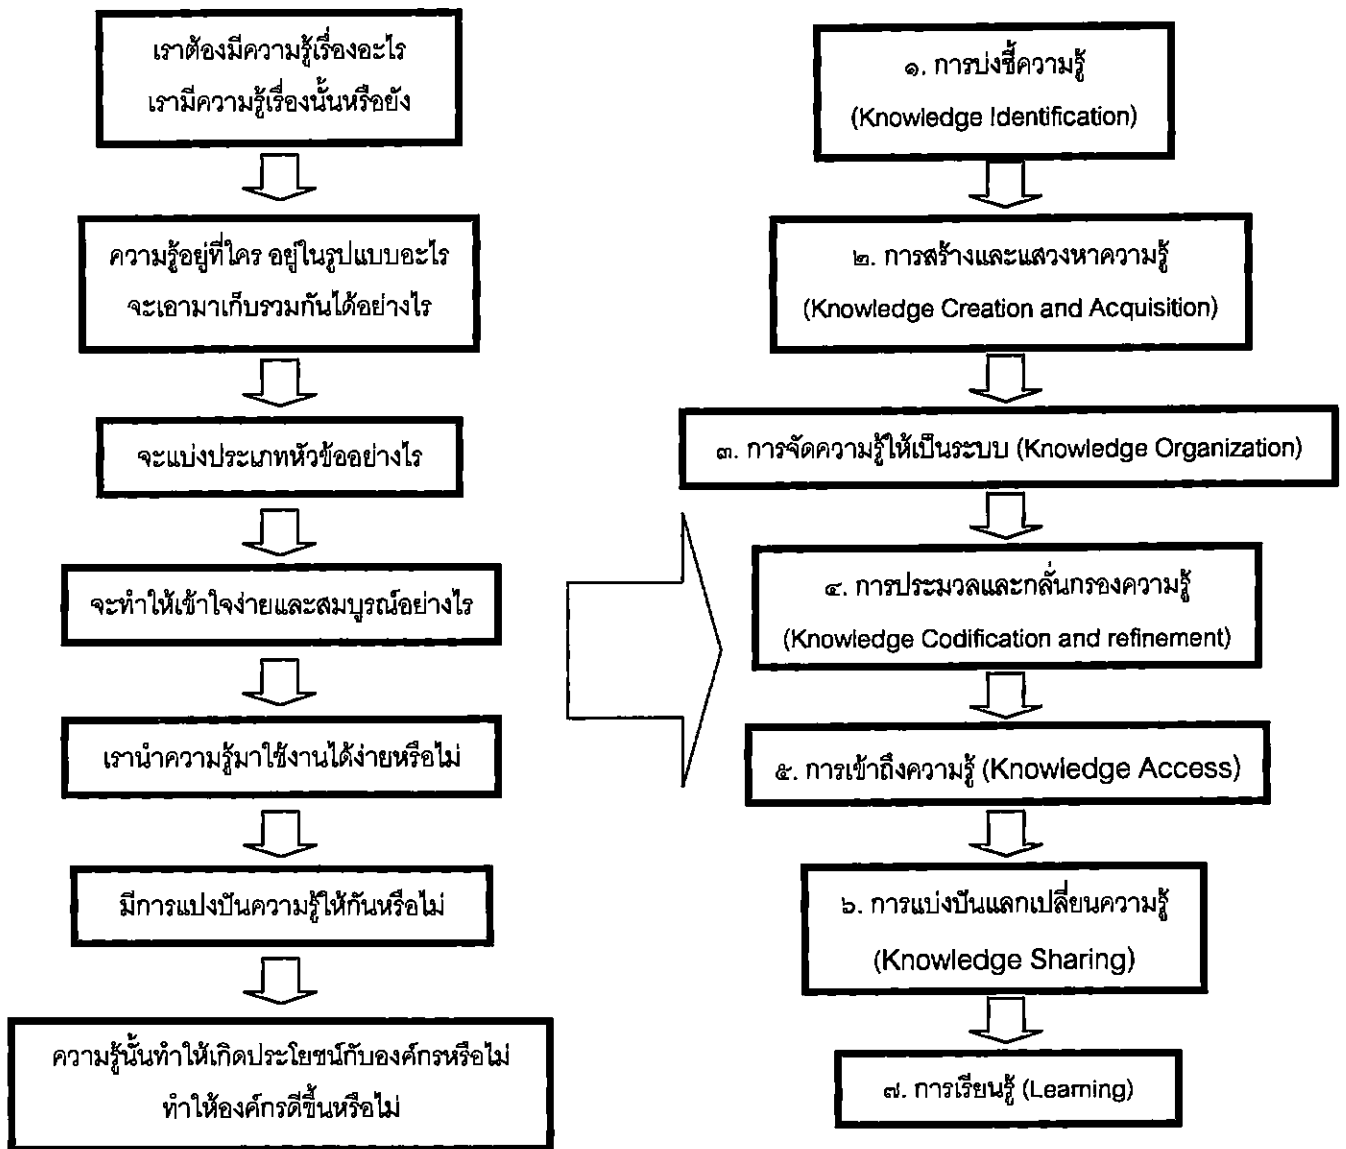 เราต้องมีความรู้เรื่องอะไร
เรามีความรู้เรื่องนั้นหรือยัง
ความรู้อยู่ที่ใคร อยู่ในรูปแบบอะไร
จะเอามาเก็บรวมกันได้อย่างไร
จะแบ่งประเภทหัวข้ออย่างไร
จะทำให้เข้าใจง่ายและสมบูรณ์อย่างไร
เรานำความรู้มาใช้งานได้ง่ายหรือไม่
มีการแปงปันความรู้ให้กันหรือไม่
ความรู้นั้นทำให้เกิดประโยชน์กับองค์กรหรือไม่
ทำให้องค์กรดีขึ้นหรือไม่
๑. การบ่งชี้ความรู้
(Knowledge Identification)
๒. การสร้างและแสวงหาความรู้
(Knowledge Creation and Acquisition)
๓. การจัดความรู้ให้เป็นระบบ (Knowledge Organization)
๔. การประมวลและกลั่นกรองความรู้
(Knowledge Codification and refinement)
๕. การเข้าถึงความรู้ (Knowledge Access)
๖. การแบ่งปันแลกเปลี่ยนความรู้
(Knowledge Sharing)
๗. การเรียนรู้ (Learning)